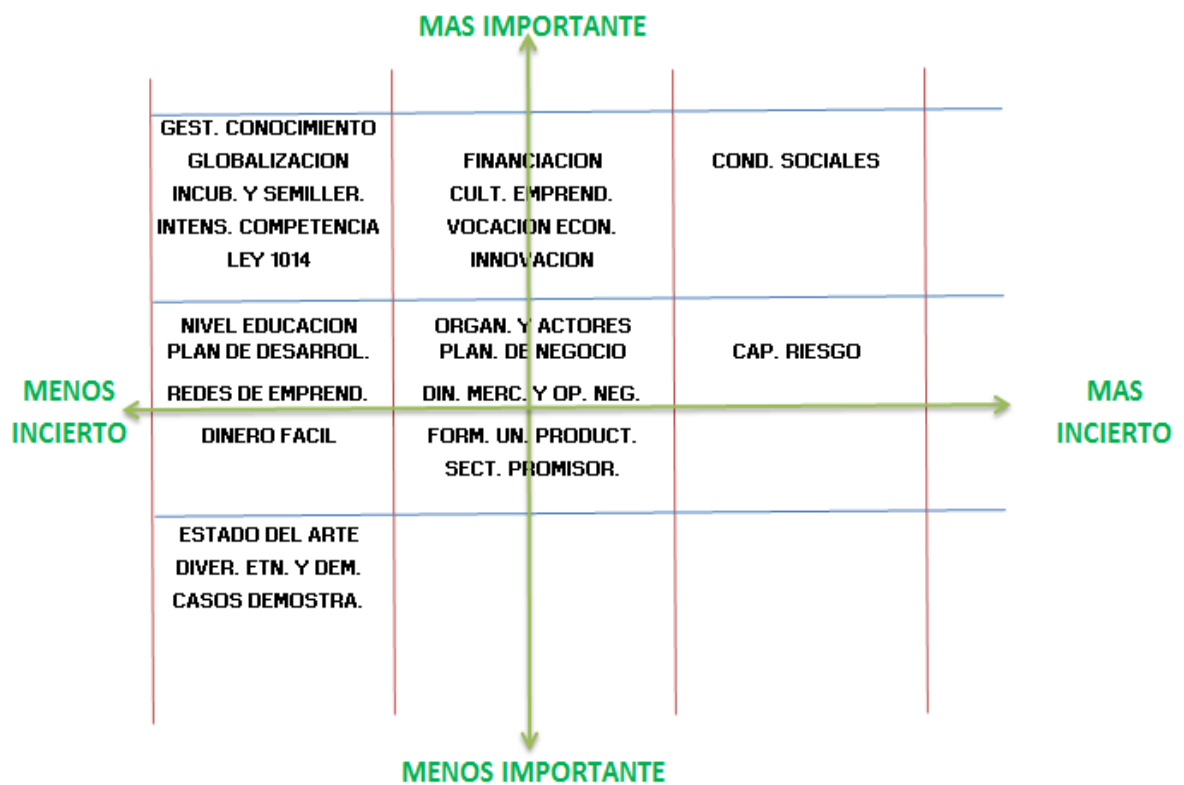 MAS IMPORTANTE
GEST. CONOCIMIENTO
GLOBALIZACION
INCUB. Y SEMILLER.
INTENS. COMPETENCIA
LEY 1014
FINANCIACION
CULT. EMPREND.
VOCACION ECON.
INNOVACION
COND. SOCIALES
NIVEL EDUCACION
PLAN DE DESARROL.
REDES DE EMPREND.
DINERO FACIL
ORGAN. Y ACTORES
PLAN. DE NEGOCIO
DIN. MERC. Y OP. NEG.
FORM. UN. PRODUCT.
SECT. PROMISOR.
CAP. RIESGO
MENOS
INCIERTO
MAS
INCIERTO
ESTADO DEL ARTE
DIVER. ETN. Y DEM.
CASOS DEMOSTRA.
MENOS IMPORTANTE